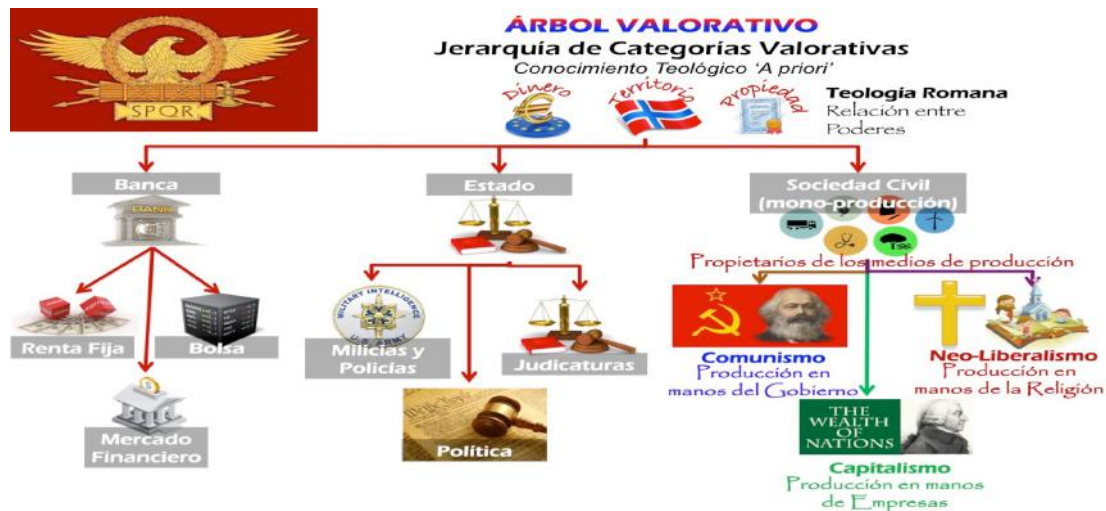 SPQR
ÁRBOL VALORATIVO
Jerarquía de Categorías Valorativas
Conocimiento Teológico ‘A priori’
Dinero
Territorio
Propiedad
Teología Romana
Relación entre
Poderes
Banca
BANK
Estado
Sociedad Civil
(mono-producción)
Propietarios de los medios de producción
Renta Fija
Bolsa
Mercado
Financiero
MILITARY INTELLIGENCE
U.S. ARMY
Milicias y
Policias
Judicaturas
Política
Comunismo
Producción en
manos del Gobierno
Neo-Liberalismo
Producción en
manos de la Religión
THE
WEALTH
OF
NATIONS
Capitalismo
Producción en manos
de Empresas